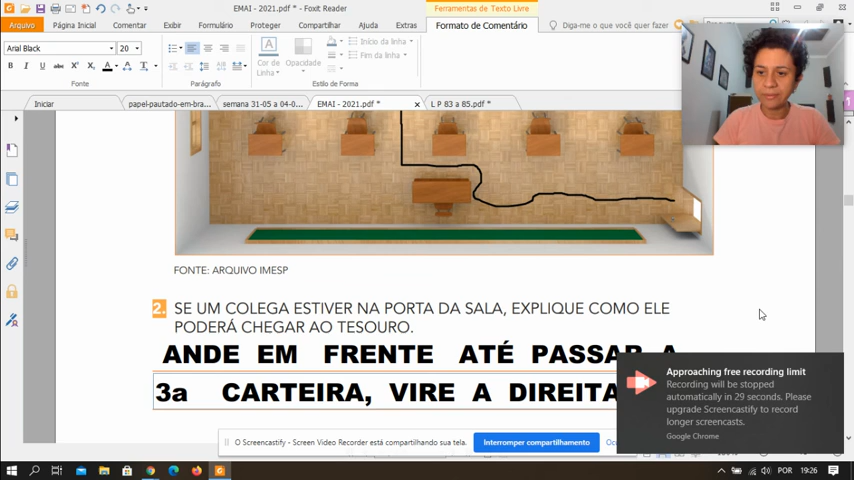 EMAI - 2021.pdf * - Foxit Reader
Ferramentas de Texto Livre
Arquivo Página Inicial Comentar Exibir Formulário Proteger Compartilhar Ajuda Extras Formato de Comentário Diga-me o que você quer fazer
Arial Black 20
Início da linha
Fim da linha
Cor de Linha
Opacidade
Fonte Parágrafo Estilo de Forma
Iniciar papel-pautado-em-bra... semana 31-05 a 04-0... EMAI - 2021.pdf * L P 83 a 85.pdf *
FONTE: ARQUIVO IMESP
2. SE UM COLEGA ESTIVER NA PORTA DA SALA, EXPLIQUE COMO ELE
PODERÁ CHEGAR AO TESOURO.
ANDE EM FRENTE ATÉ PASSAR A
3a CARTEIRA, VIRE A DIREITA
Approaching free recording limit
Recording will be stopped
automatically in 29 seconds. Please
upgrade Screencastify to record
longer screencasts.
Google Chrome
O Screencastify - Screen Video Recorder está compartilhando sua tela. Interromper compartilhamento
POR 19:26